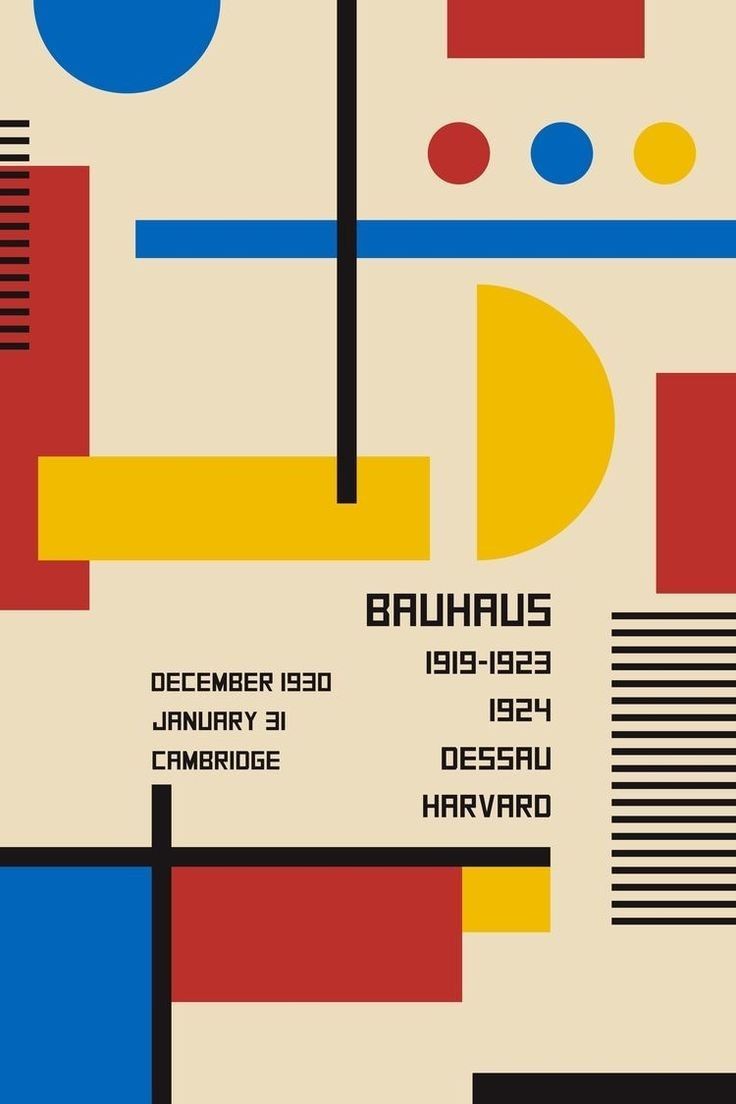 BAUHAUS
1919-1923
1924
DESSAU
HARVARD
DECEMBER 1930
JANUARY 31
CAMBRIDGE